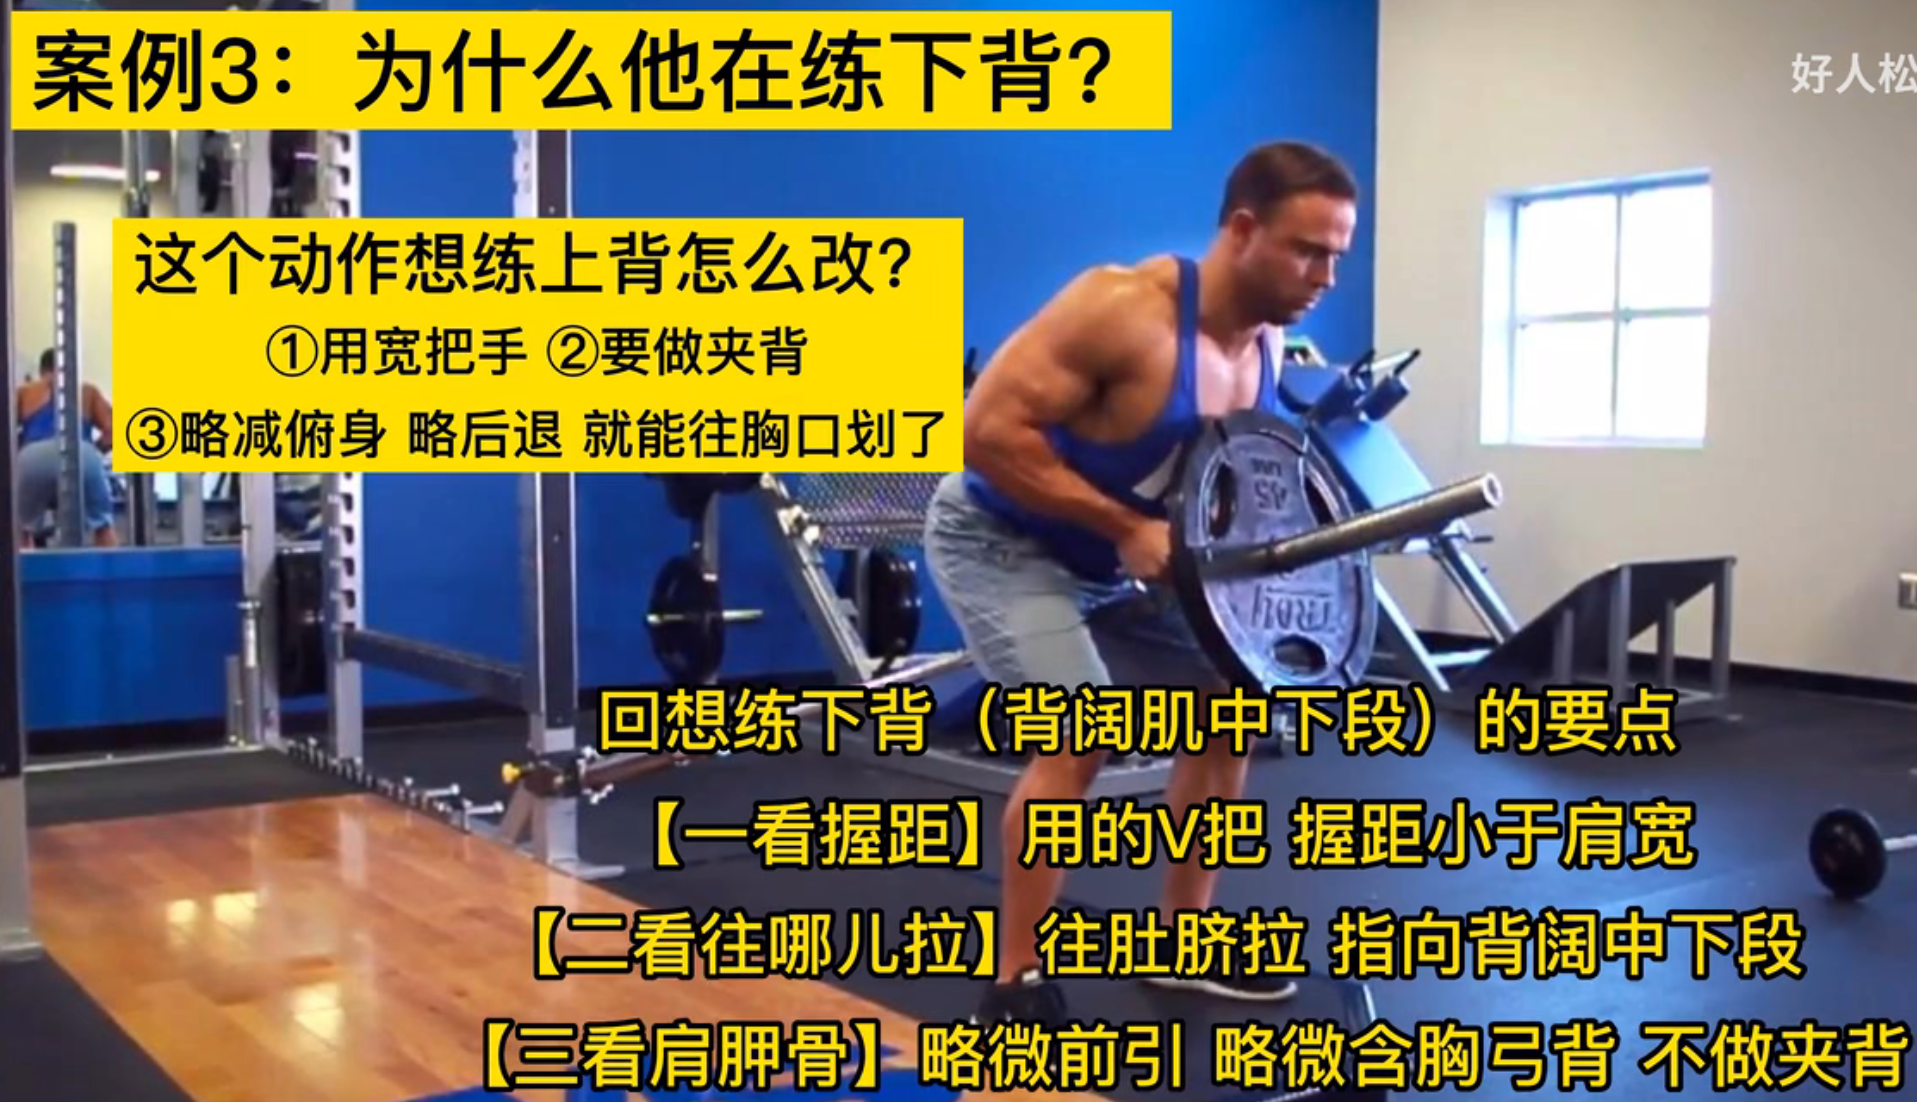 案例3：为什么他在练下背？
好人松
这个动作想练上背怎么改？
①用宽把手 ②要做夹背
③略减俯身 略后退 就能往胸口划了
45
TROY
回想练下背（背阔肌中下段）的要点
【一看握距】用的V把 握距小于肩宽
【二看往哪儿拉】往肚脐拉 指向背阔中下段
【三看肩胛骨】略微前引 略微含胸弓背 不做夹背